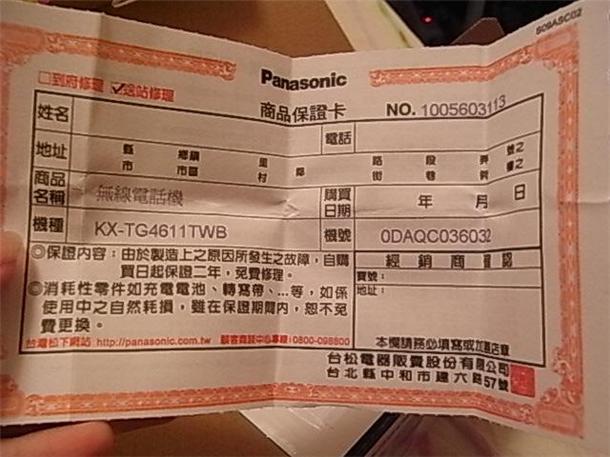 S09ASC02
Panasonic
□到府修理 ☑送站修理
商品保證卡 NO. 1005603113
姓名 電話
地址 縣市 鄉鎮市區 里村 鄰 路街 段巷 弄 號之 樓之
商品名稱 無線電話機 購買日期 年 月 日
機種 KX-TG4611TWB 機號 0DAQC036032
◎保證內容：由於製造上之原因所發生之故障，自購
買日起保證二年，免費修理。
◎消耗性零件如充電電池、轉寫帶、...等，如係
使用中之自然耗損，雖在保證期間內，恕不免
費更換。
經銷商確認
寶號：
地址：
本欄請務必填寫或加蓋店章
台灣松下網站 http://panasonic.com.tw 顧客商談中心專線:0800-098800
台松電器販賣股份有限公司
台北縣中和市建六路57號